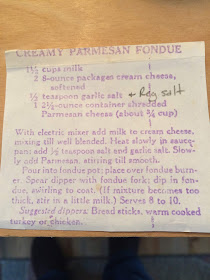 CREAMY PARMESAN FONDUE
1½ cups milk
2 8-ounce packages cream cheese,
softened
½ teaspoon garlic salt + Reg salt
1 2½-ounce container shredded
Parmesan cheese (about ¾ cup)
With electric mixer add milk to cream cheese,
mixing till well blended. Heat slowly in sauce-
pan; add ½ teaspoon salt and garlic salt. Slow-
ly add Parmesan, stirring till smooth.
Pour into fondue pot; place over fondue burn-
er. Spear dipper with fondue fork; dip in fon-
due, swirling to coat. (If mixture becomes too
thick, stir in a little milk.) Serves 8 to 10.
Suggested dippers: Bread sticks, warm cooked
turkey or chicken.